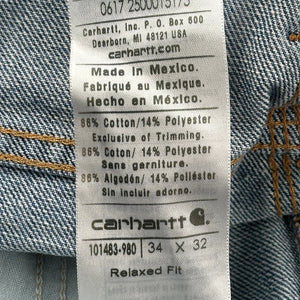 0617 2500015175
Carhartt, Inc. P. O. Box 600
Dearborn, MI 48121 USA
carhartt.com
Made in Mexico.
Fabriqué au Mexique.
Hecho en México.
86% Cotton/ 14% Polyester
Exclusive of Trimming.
86% Coton/ 14% Polyester
Sans garniture.
86% Algodón/ 14% Poliéster
Sin incluir adorno.
carhartt
101483-980 34 X 32
Relaxed Fit